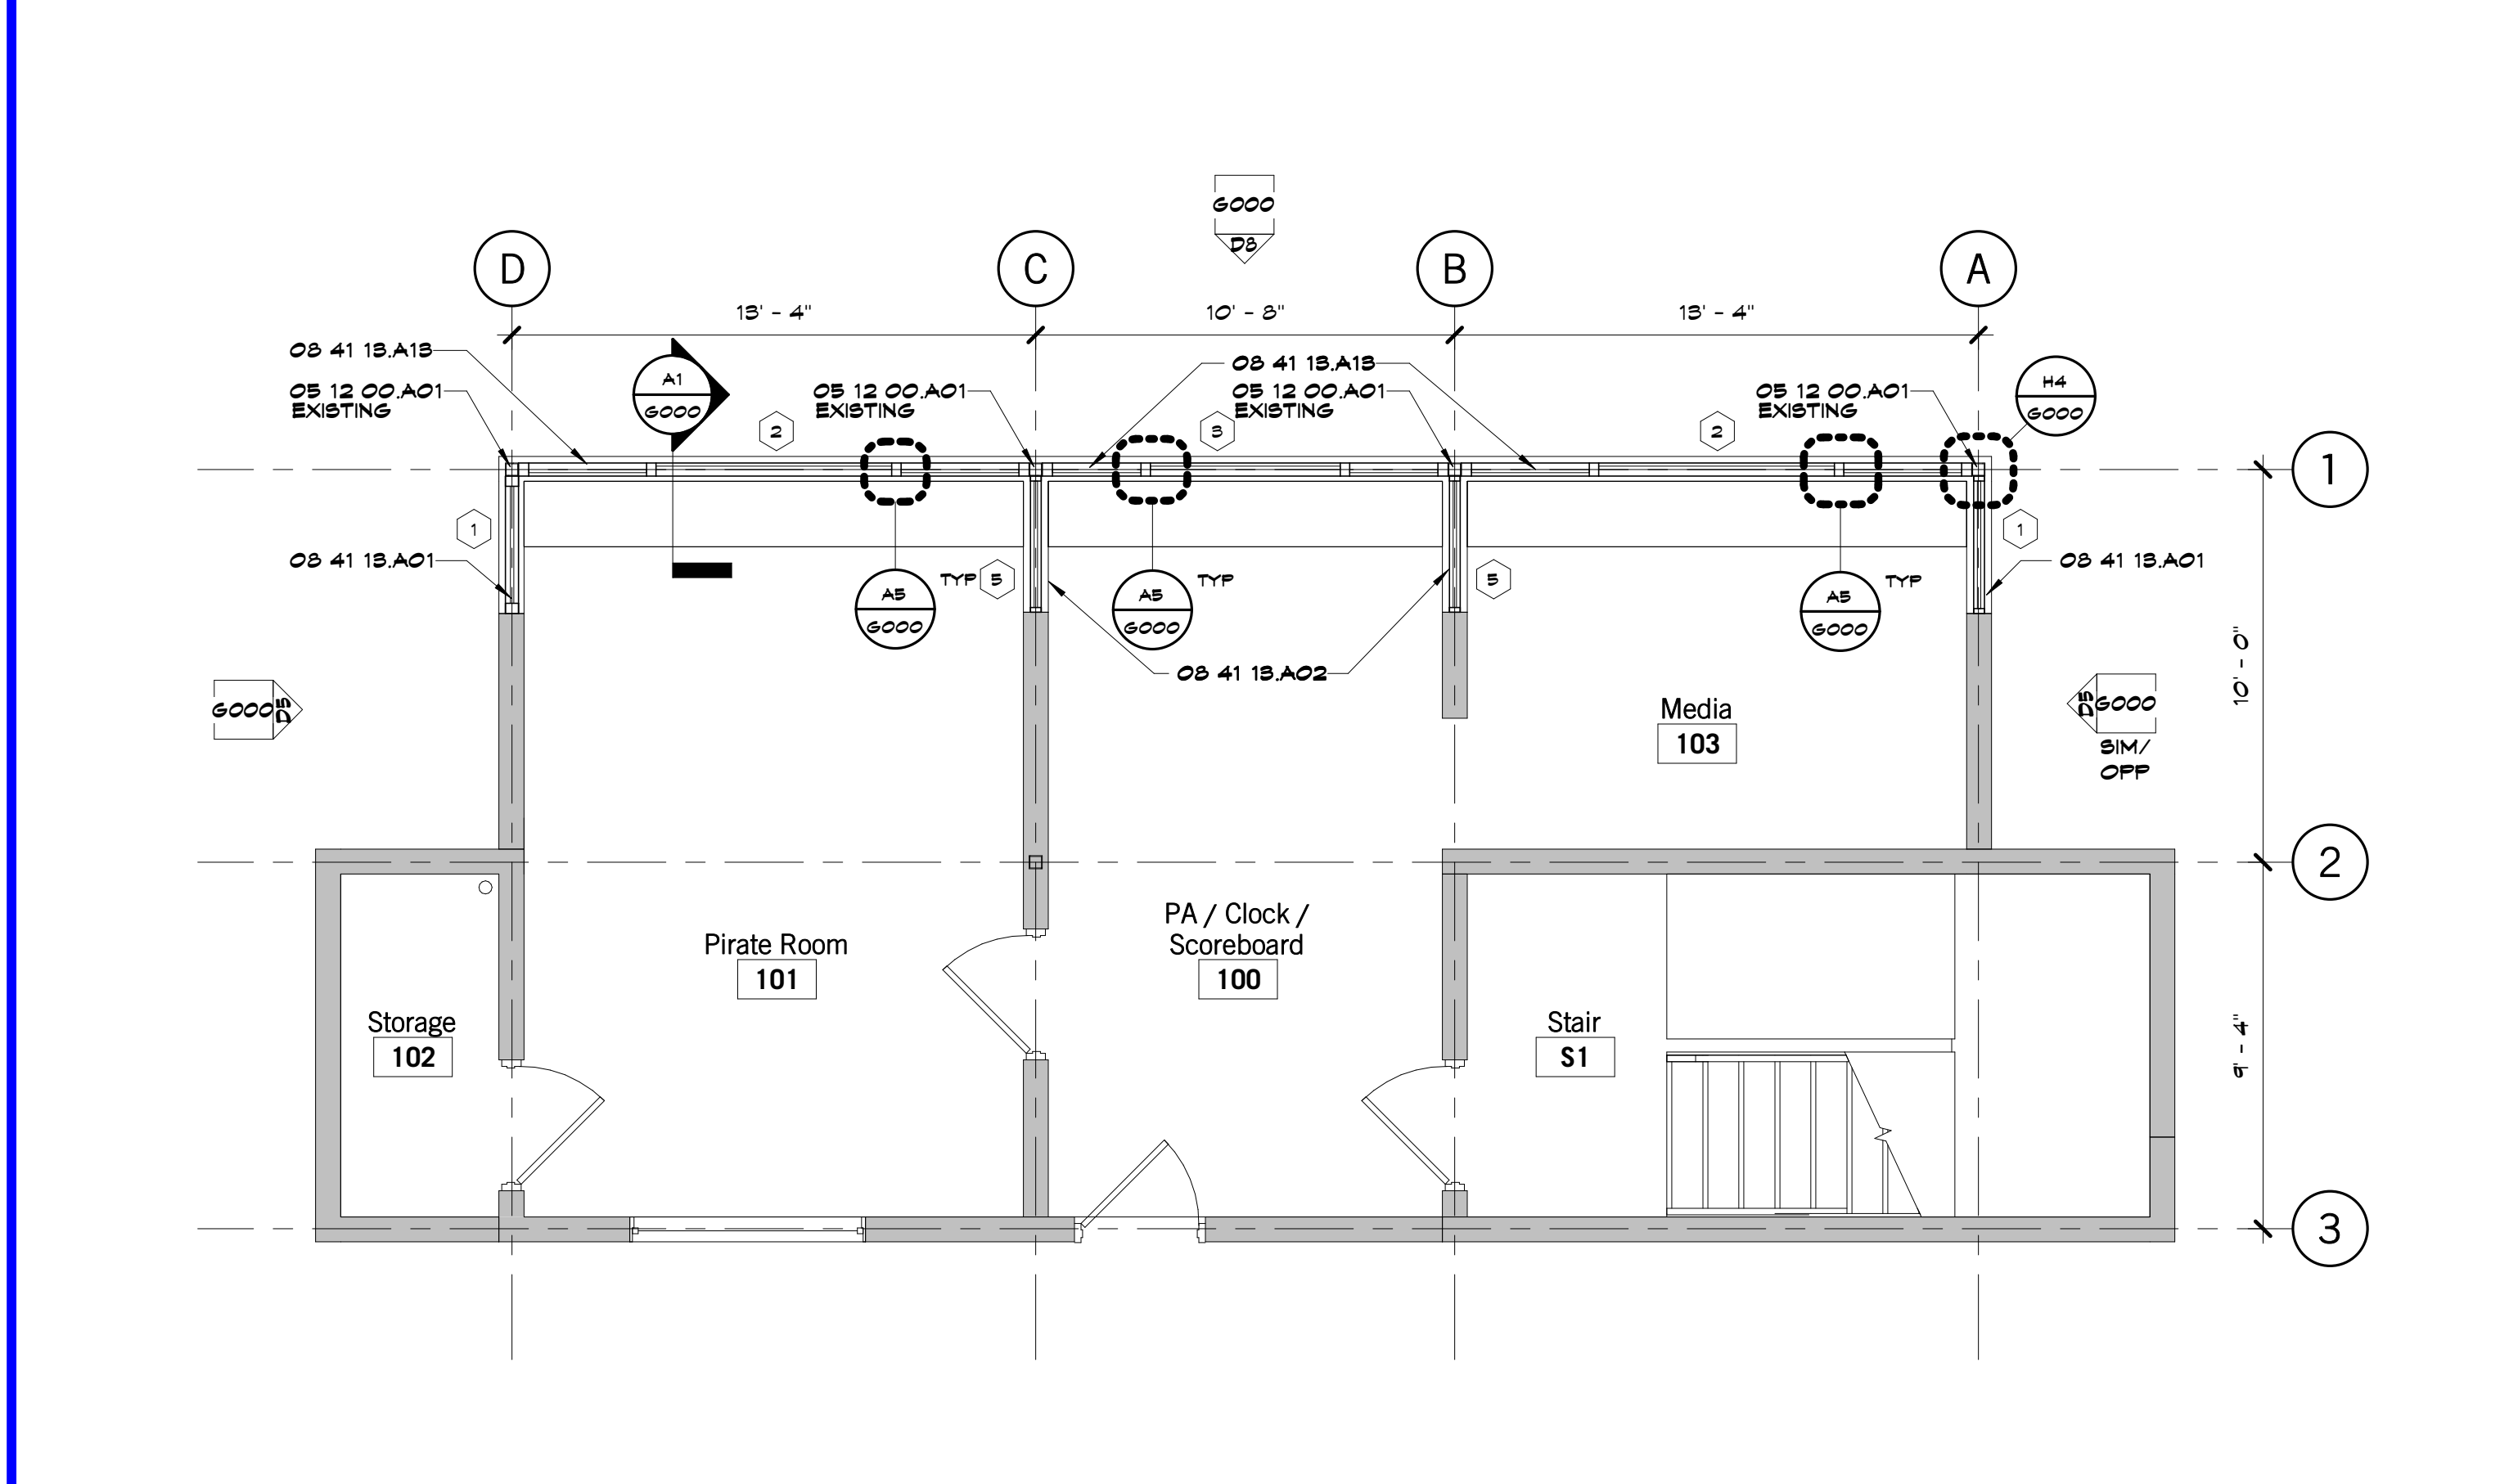 G000
D8
D
C
B
A
13' - 4"
10' - 8"
13' - 4"
08 41 13.A13
05 12 00.A01
EXISTING
A1
G000
05 12 00.A01
EXISTING
08 41 13.A13
05 12 00.A01
EXISTING
05 12 00.A01
EXISTING
H4
G000
2
3
2
1
1
1
08 41 13.A01
08 41 13.A01
A5
G000
TYP
5
A5
G000
TYP
5
A5
G000
TYP
08 41 13.A02
10' - 0"
G000
D5
D5
G000
SIM/
OPP
Media
103
2
PA / Clock /
Scoreboard
100
Pirate Room
101
Storage
102
Stair
S1
9' - 4"
3